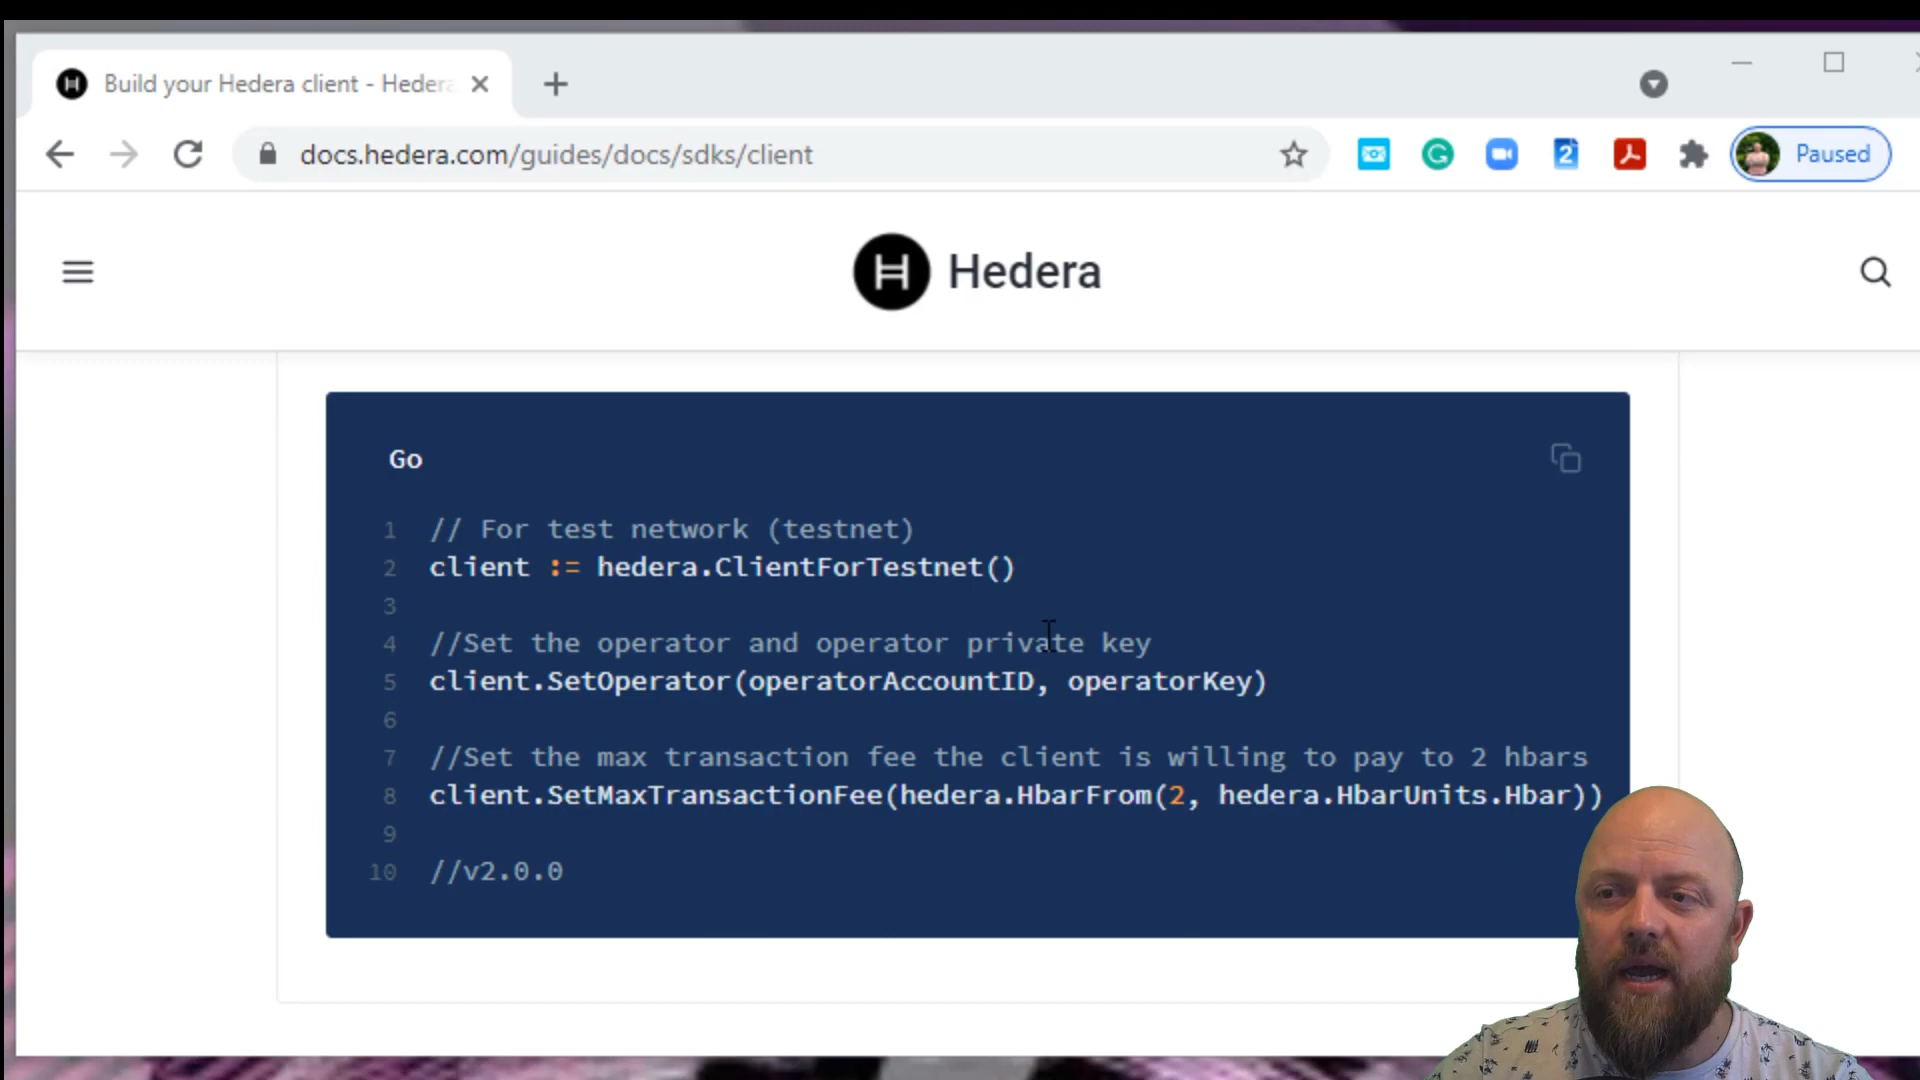 Build your Hedera client - Hedera
docs.hedera.com/guides/docs/sdks/client
2
Paused
Hedera
Go
1 // For test network (testnet)
2 client := hedera.ClientForTestnet()
3
4 //Set the operator and operator private key
5 client.SetOperator(operatorAccountID, operatorKey)
6
7 //Set the max transaction fee the client is willing to pay to 2 hbars
8 client.SetMaxTransactionFee(hedera.HbarFrom(2, hedera.HbarUnits.Hbar))
9
10 //v2.0.0